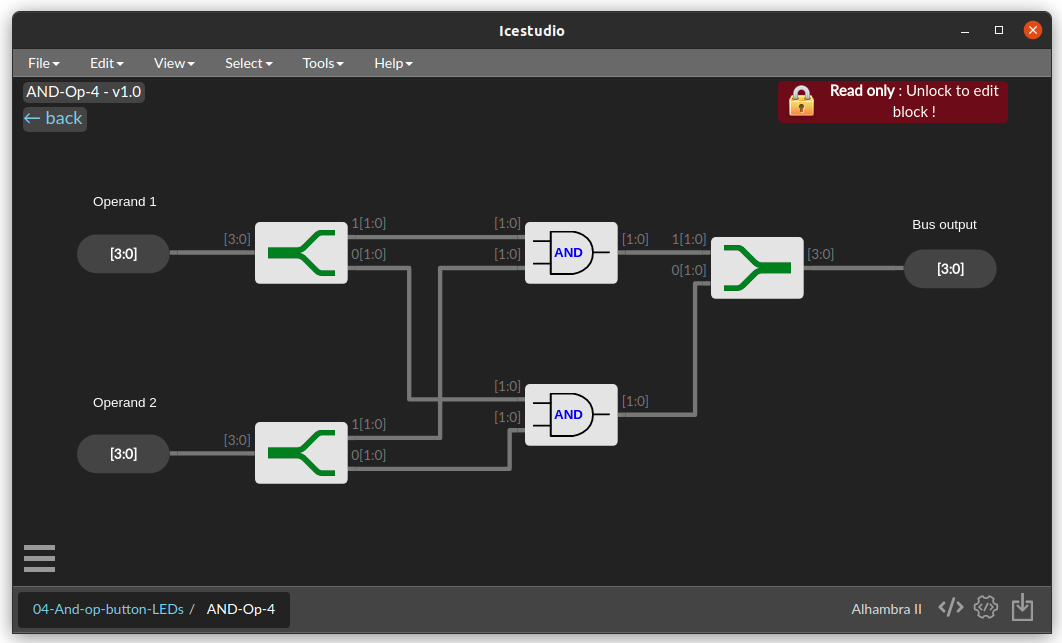 Icestudio
File Edit View Select Tools Help
AND-Op-4 - v1.0
← back
Read only : Unlock to edit
block !
Operand 1
[3:0]
[3:0]
1[1:0]
0[1:0]
[1:0]
[1:0]
AND
[1:0]
1[1:0]
0[1:0]
[3:0]
Bus output
[3:0]
Operand 2
[3:0]
[3:0]
1[1:0]
0[1:0]
[1:0]
[1:0]
AND
[1:0]
04-And-op-button-LEDs / AND-Op-4
Alhambra II